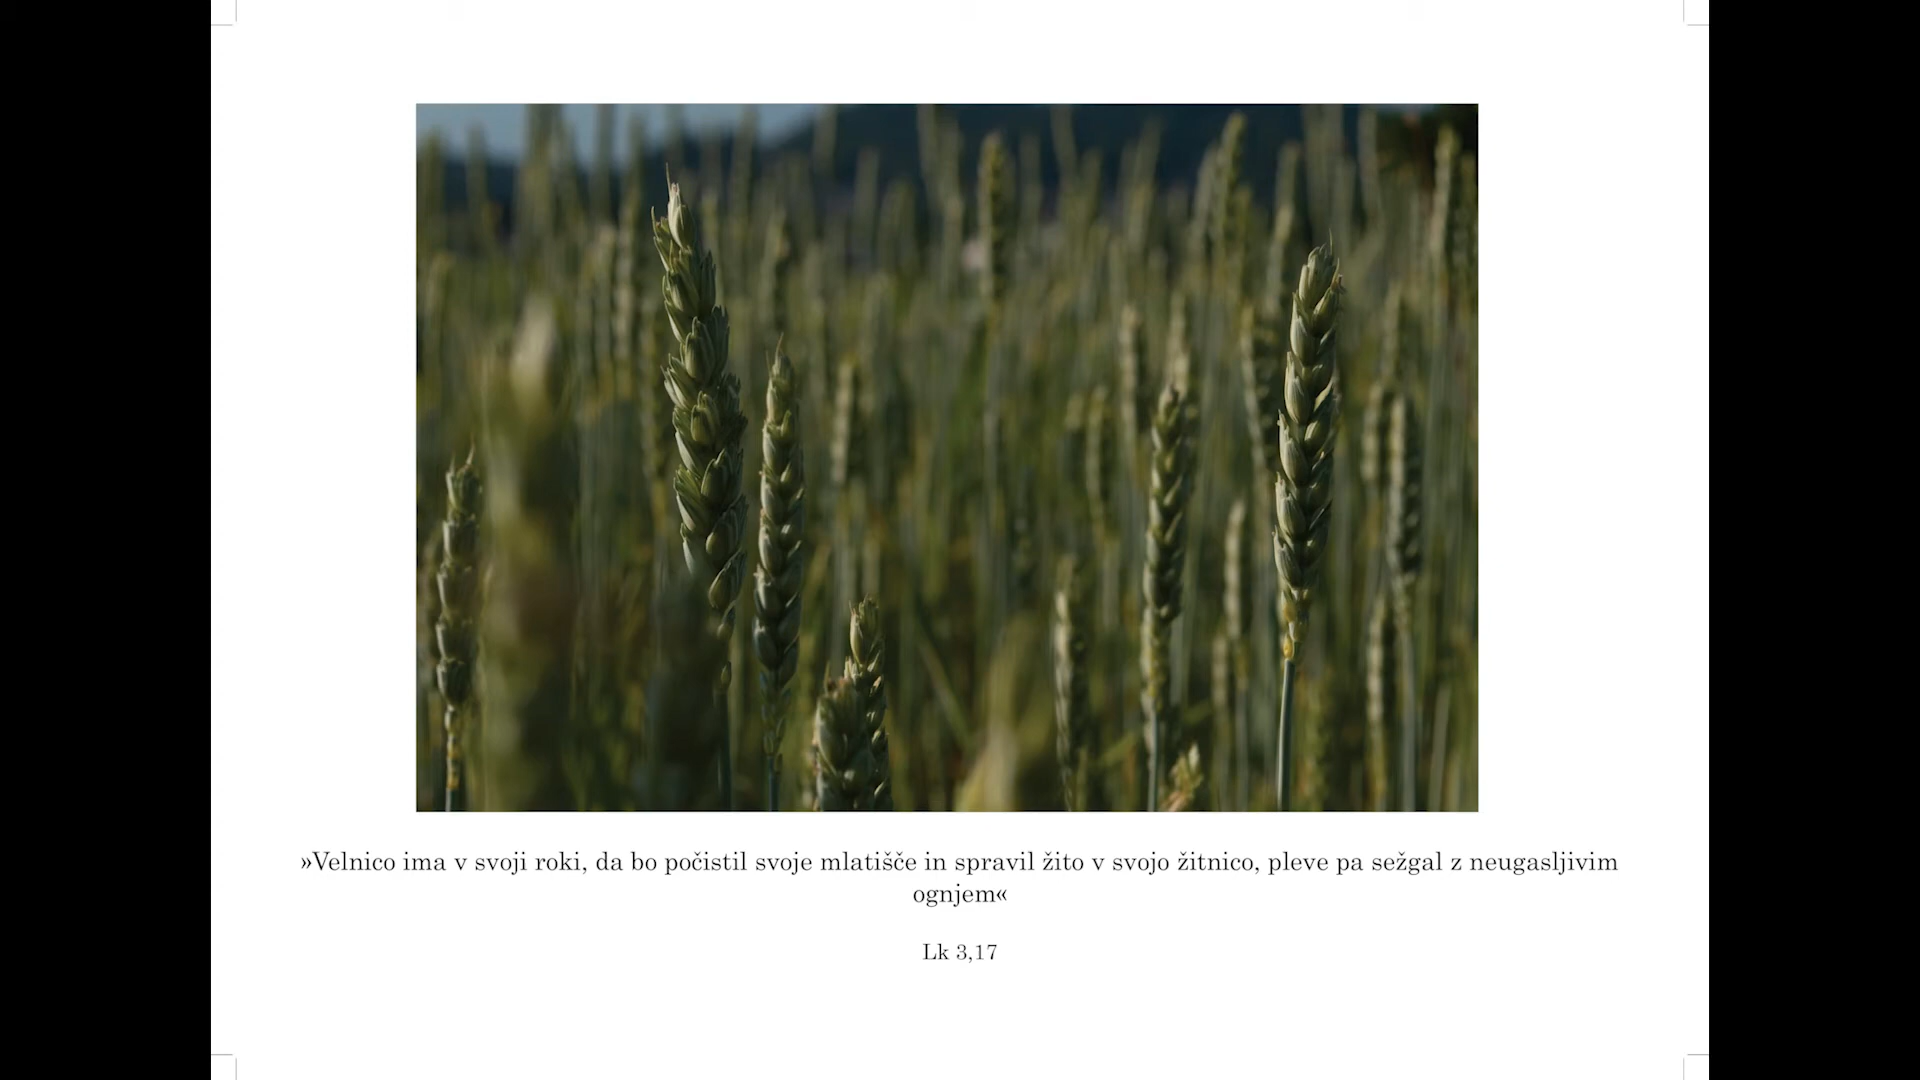 »Velnico ima v svoji roki, da bo počistil svoje mlatišče in spravil žito v svojo žitnico, pleve pa sežgal z neugasljivim
ognjem«
Lk 3,17